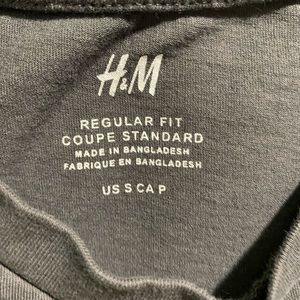 H&M
REGULAR FIT
COUPE STANDARD
MADE IN BANGLADESH
FABRIQUE EN BANGLADESH
US S CA P